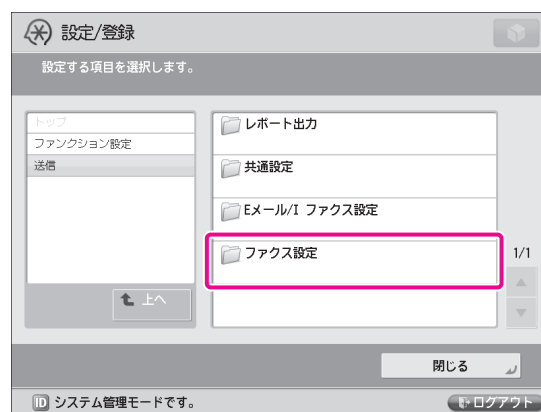 設定/登録
設定する項目を選択します。
トップ
ファンクション設定
送信
上へ
レポート出力
共通設定
Eメール/I ファクス設定
ファクス設定
1/1
閉じる
ID システム管理モードです。
ログアウト